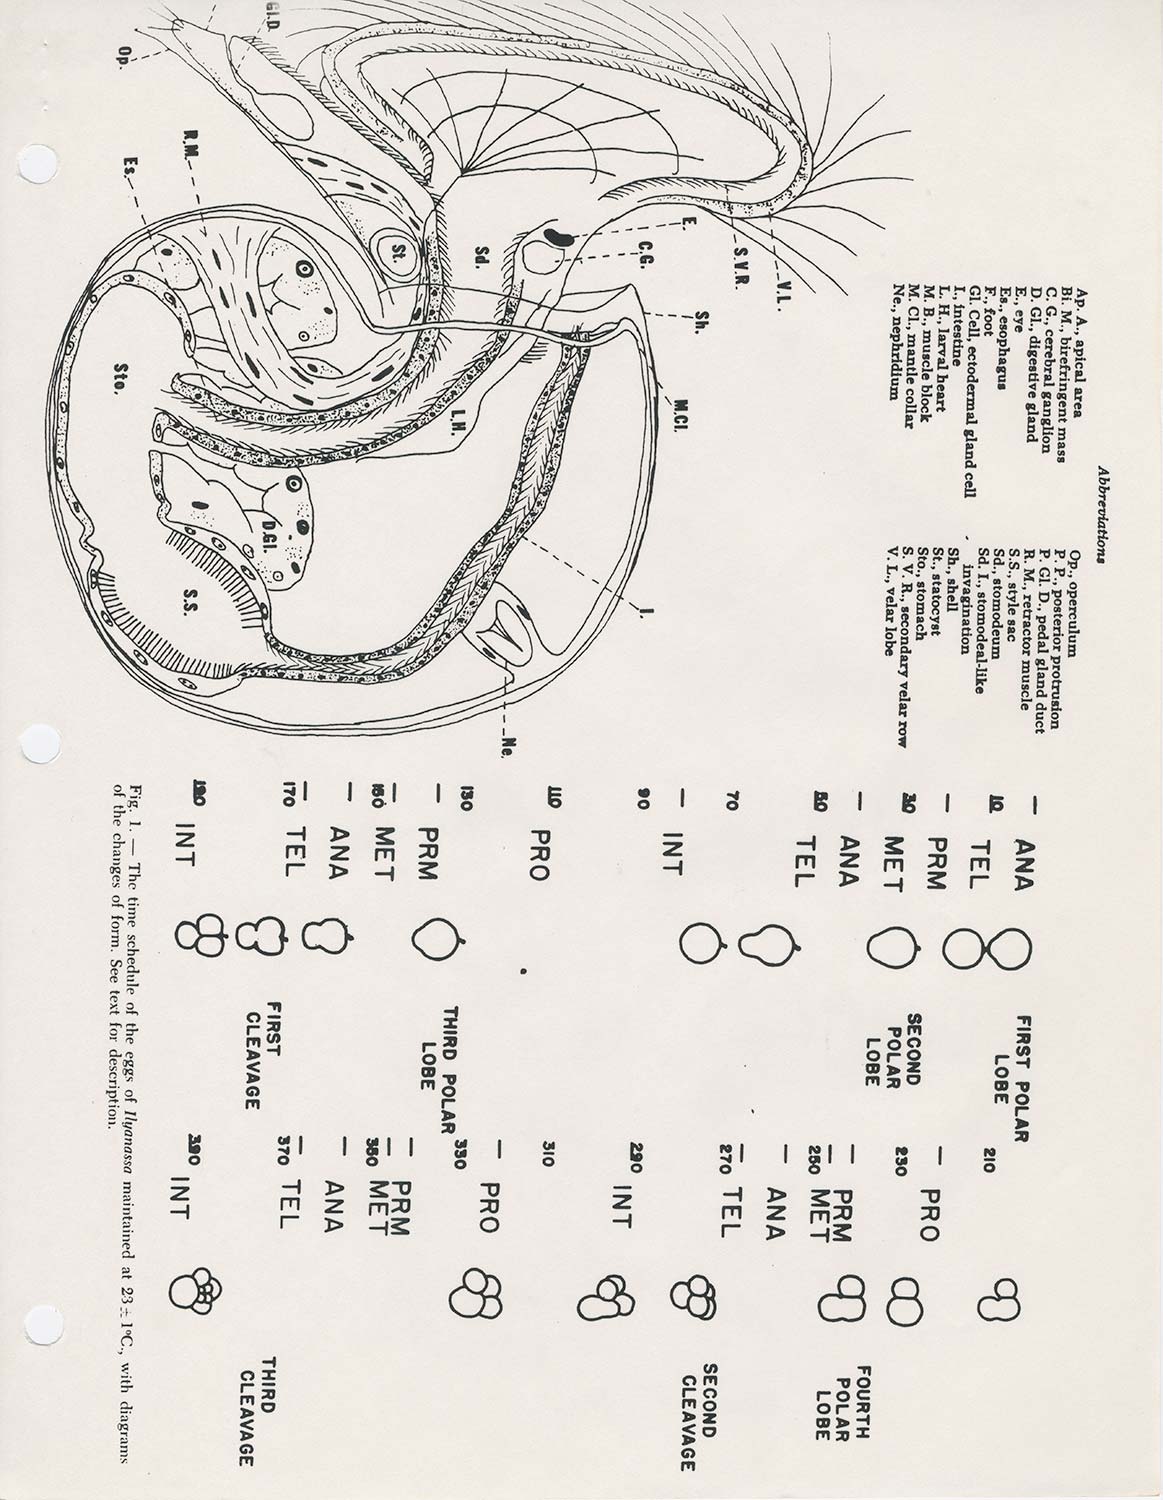 Abbreviations
Ap. A., apical area
Bi. M., birefringent mass
C. G., cerebral ganglion
D. Gl., digestive gland
E., eye
Es., esophagus
F., foot
Gl. Cell, ectodermal gland cell
I., intestine
L. H., larval heart
M. B., muscle block
M. Cl., mantle collar
Ne., nephridium
Op., operculum
P. P., posterior protrusion
P. Gl. D., pedal gland duct
R. M., retractor muscle
S.S., style sac
Sd., stomodeum
Sd. I., stomodeal-like
invagination
Sh., shell
St., statocyst
Sto., stomach
S. V. R., secondary velar row
V. L., velar lobe
V.L.
S.V.R.
E.
C.G.
Sh.
M.Cl.
Sd.
St.
L.H.
I.
Gl.D.
Op.
R.M.
Es.
Sto.
D.Gl.
S.S.
Ne.
ANA
10 TEL
FIRST POLAR
LOBE
PRM
30 MET
SECOND
POLAR
LOBE
ANA
50 TEL
70
INT
90
110 PRO
130
PRM
THIRD POLAR
LOBE
150 MET
ANA
170 TEL
FIRST
CLEAVAGE
190 INT
210
PRO
230
PRM
250 MET
FOURTH
POLAR
LOBE
ANA
270 TEL
SECOND
CLEAVAGE
290 INT
310
PRO
330
PRM
350 MET
ANA
370 TEL
THIRD
CLEAVAGE
390 INT
Fig. 1. — The time schedule of the eggs of Ilyanassa maintained at 23 ± 1°C., with diagrams
of the changes of form. See text for description.